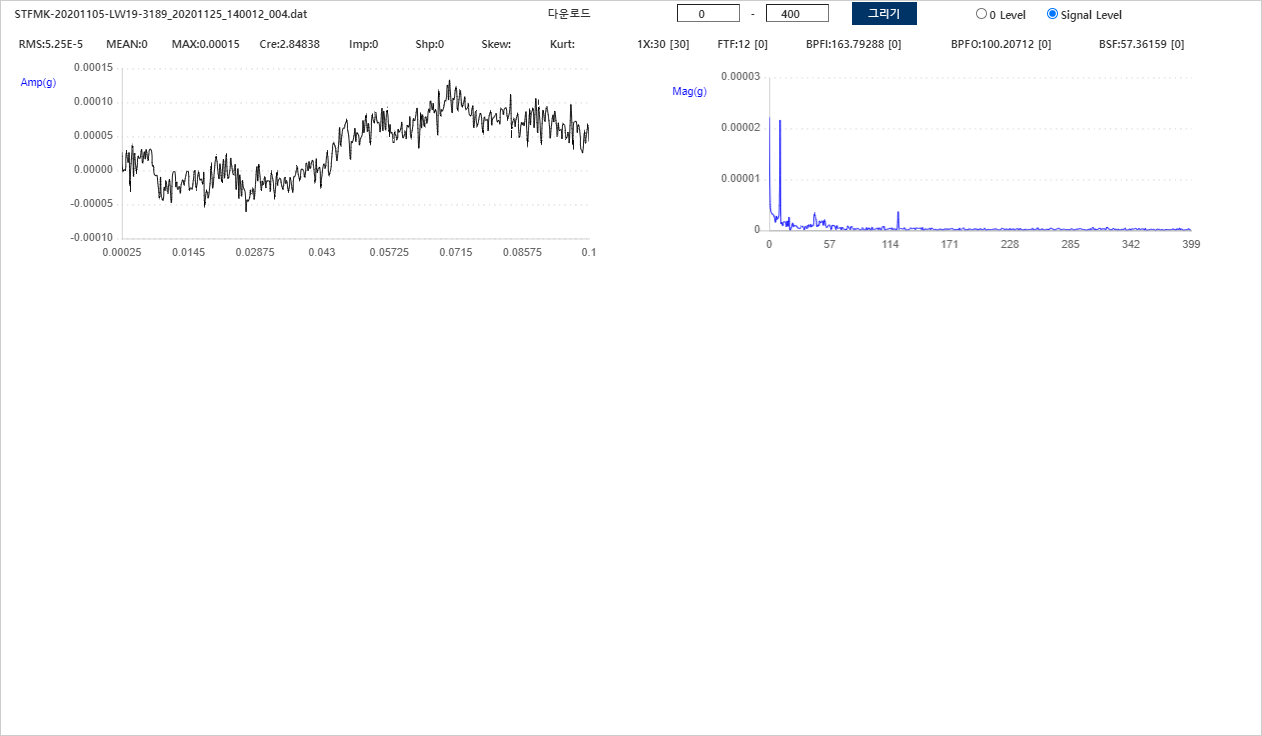 STFMK-20201105-LW19-3189_20201125_140012_004.dat 다운로드 0 - 400 그리기 0 Level Signal Level
RMS:5.25E-5 MEAN:0 MAX:0.00015 Cre:2.84838 Imp:0 Shp:0 Skew: Kurt: 1X:30 [30] FTF:12 [0] BPFI:163.79288 [0] BPFO:100.20712 [0] BSF:57.36159 [0]
Amp(g)
0.00015
0.00010
0.00005
0.00000
-0.00005
-0.00010
0.00025 0.0145 0.02875 0.043 0.05725 0.0715 0.08575 0.1
Mag(g)
0.00003
0.00002
0.00001
0
0 57 114 171 228 285 342 399